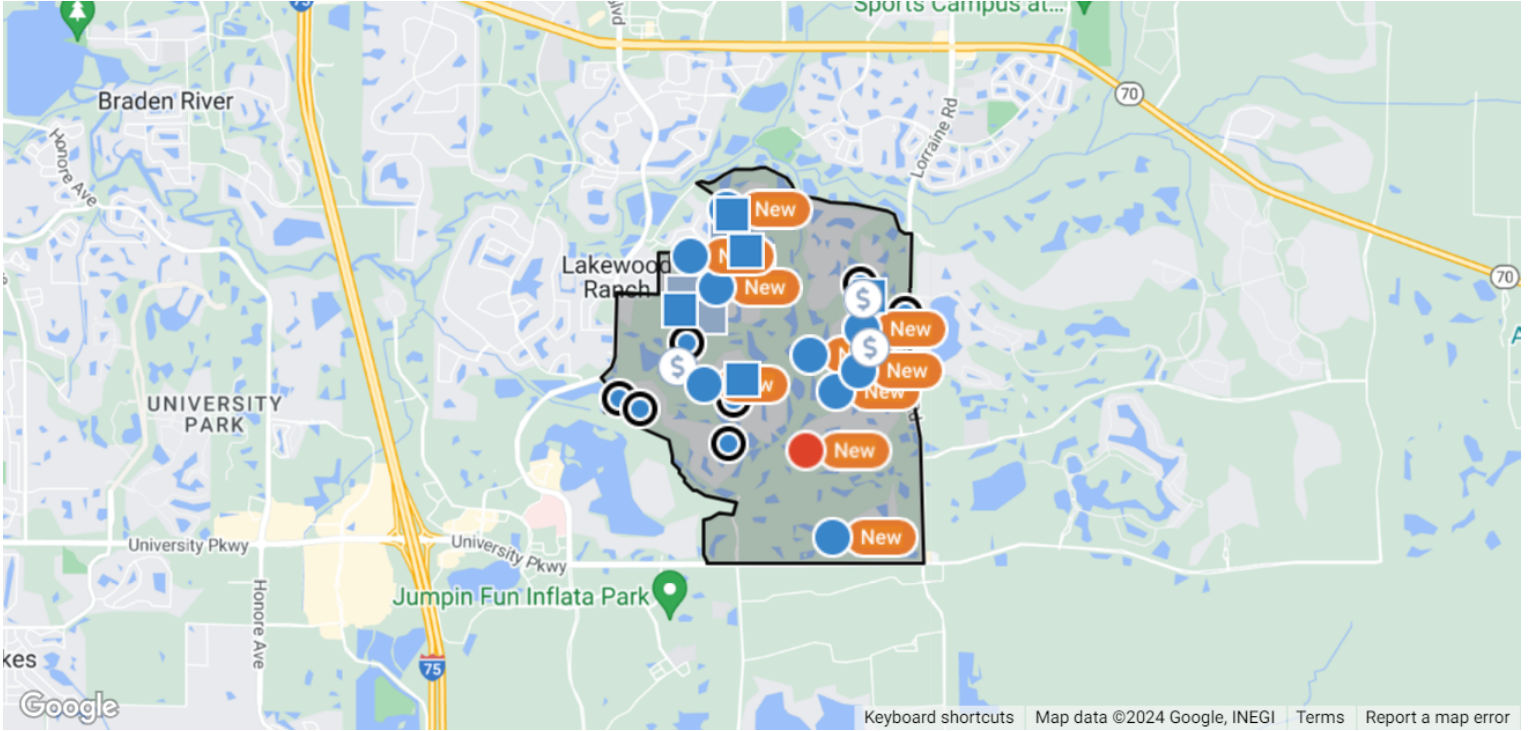 Sports Campus at...
70
Braden River
Honore Ave
Lorraine Rd
New
New
Lakewood
Ranch
New
70
$
New
$
$
New
New
UNIVERSITY
PARK
New
New
University Pkwy
University Pkwy
Honore Ave
Jumpin Fun Inflata Park
75
Google
Keyboard shortcuts
Map data ©2024 Google, INEGI
Terms
Report a map error